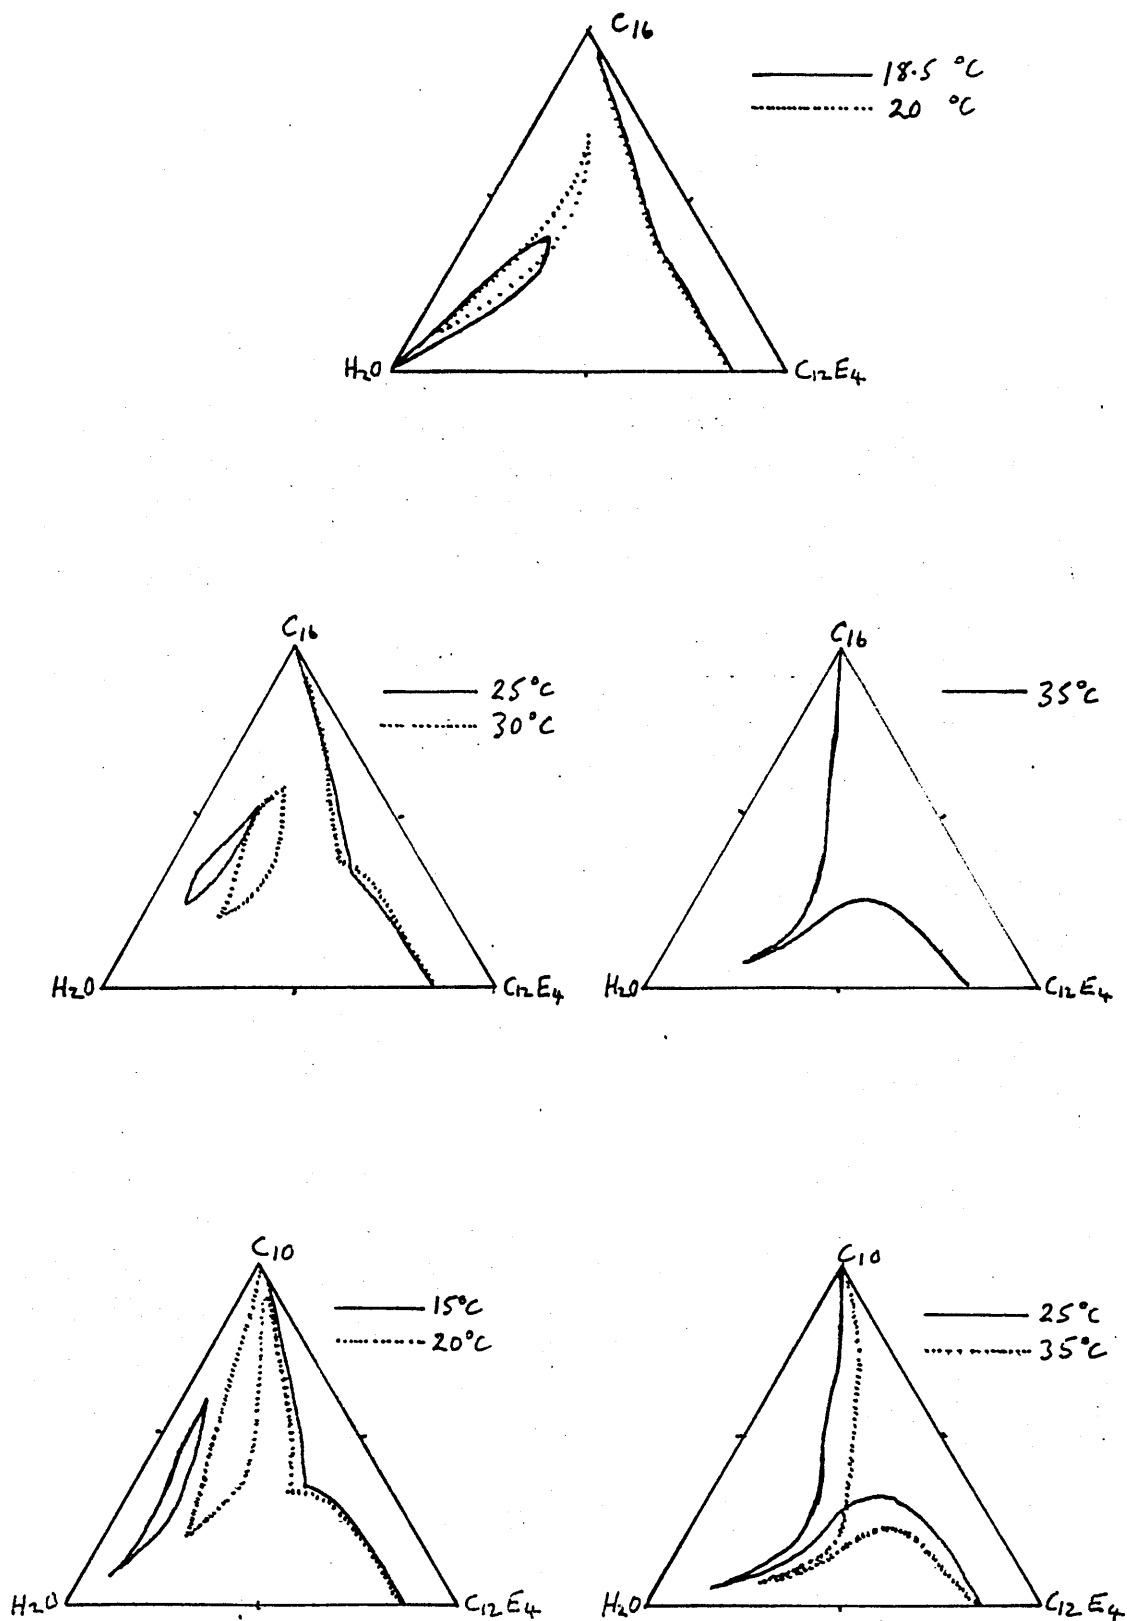 C₁₆
18.5 °C
20 °C
H₂O
C₁₂E₄
C₁₆
25°C
30°C
H₂O
C₁₂E₄
C₁₆
35°C
H₂O
C₁₂E₄
C₁₀
15°C
20°C
H₂O
C₁₂E₄
C₁₀
25°C
35°C
H₂O
C₁₂E₄